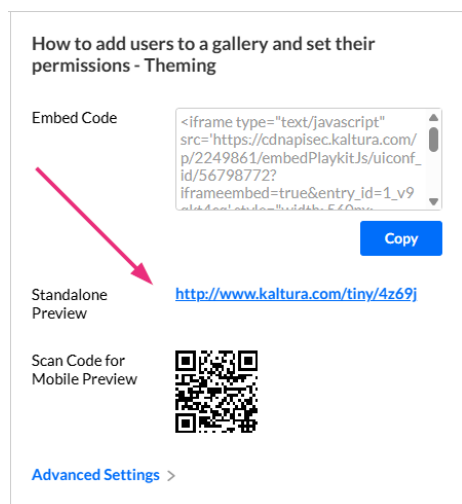 How to add users to a gallery and set their
permissions - Theming
Embed Code
<iframe type="text/javascript"
src='https://cdnapisec.kaltura.com/
p/2249861/embedPlaykitJs/uiconf_
id/56798772?
iframeembed=true&entry_id=1_v9
Copy
Standalone
Preview
http://www.kaltura.com/tiny/4z69j
Scan Code for
Mobile Preview
Advanced Settings >